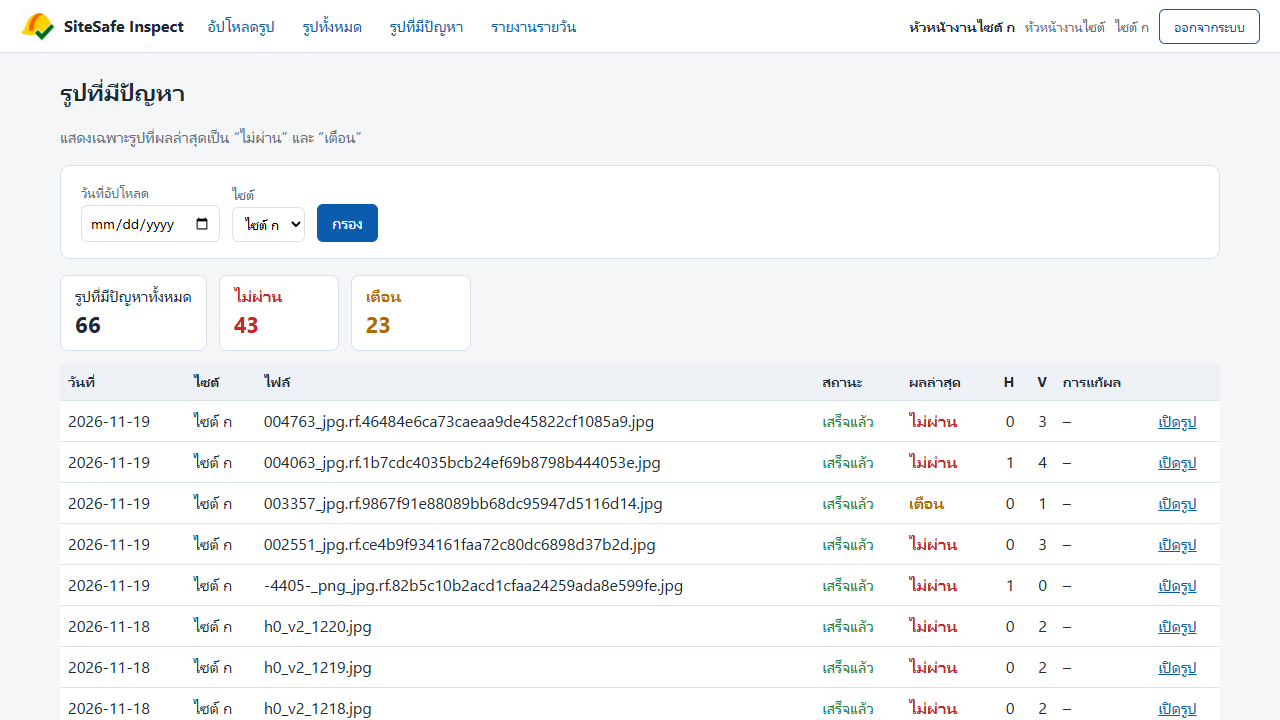 SiteSafe Inspect อัปโหลดรูป รูปทั้งหมด รูปที่มีปัญหา รายงานรายวัน หัวหน้างานไซต์ ก หัวหน้างานไซต์ ไซต์ ก ออกจากระบบ
รูปที่มีปัญหา
แสดงเฉพาะรูปที่ผลล่าสุดเป็น “ไม่ผ่าน” และ “เตือน”
วันที่อัปโหลด ไซต์
mm/dd/yyyy ไซต์ ก กรอง
รูปที่มีปัญหาทั้งหมด ไม่ผ่าน เตือน
66 43 23
วันที่ ไซต์ ไฟล์ สถานะ ผลล่าสุด H V การแก้ผล
2026-11-19 ไซต์ ก 004763_jpg.rf.46484e6ca73caeaa9de45822cf1085a9.jpg เสร็จแล้ว ไม่ผ่าน 0 3 – เปิดรูป
2026-11-19 ไซต์ ก 004063_jpg.rf.1b7cdc4035bcb24ef69b8798b444053e.jpg เสร็จแล้ว ไม่ผ่าน 1 4 – เปิดรูป
2026-11-19 ไซต์ ก 003357_jpg.rf.9867f91e88089bb68dc95947d5116d14.jpg เสร็จแล้ว เตือน 0 1 – เปิดรูป
2026-11-19 ไซต์ ก 002551_jpg.rf.ce4b9f934161faa72c80dc6898d37b2d.jpg เสร็จแล้ว ไม่ผ่าน 0 3 – เปิดรูป
2026-11-19 ไซต์ ก -4405-_png_jpg.rf.82b5c10b2acd1cfaa24259ada8e599fe.jpg เสร็จแล้ว ไม่ผ่าน 1 0 – เปิดรูป
2026-11-18 ไซต์ ก h0_v2_1220.jpg เสร็จแล้ว ไม่ผ่าน 0 2 – เปิดรูป
2026-11-18 ไซต์ ก h0_v2_1219.jpg เสร็จแล้ว ไม่ผ่าน 0 2 – เปิดรูป
2026-11-18 ไซต์ ก h0_v2_1218.jpg เสร็จแล้ว ไม่ผ่าน 0 2 – เปิดรูป